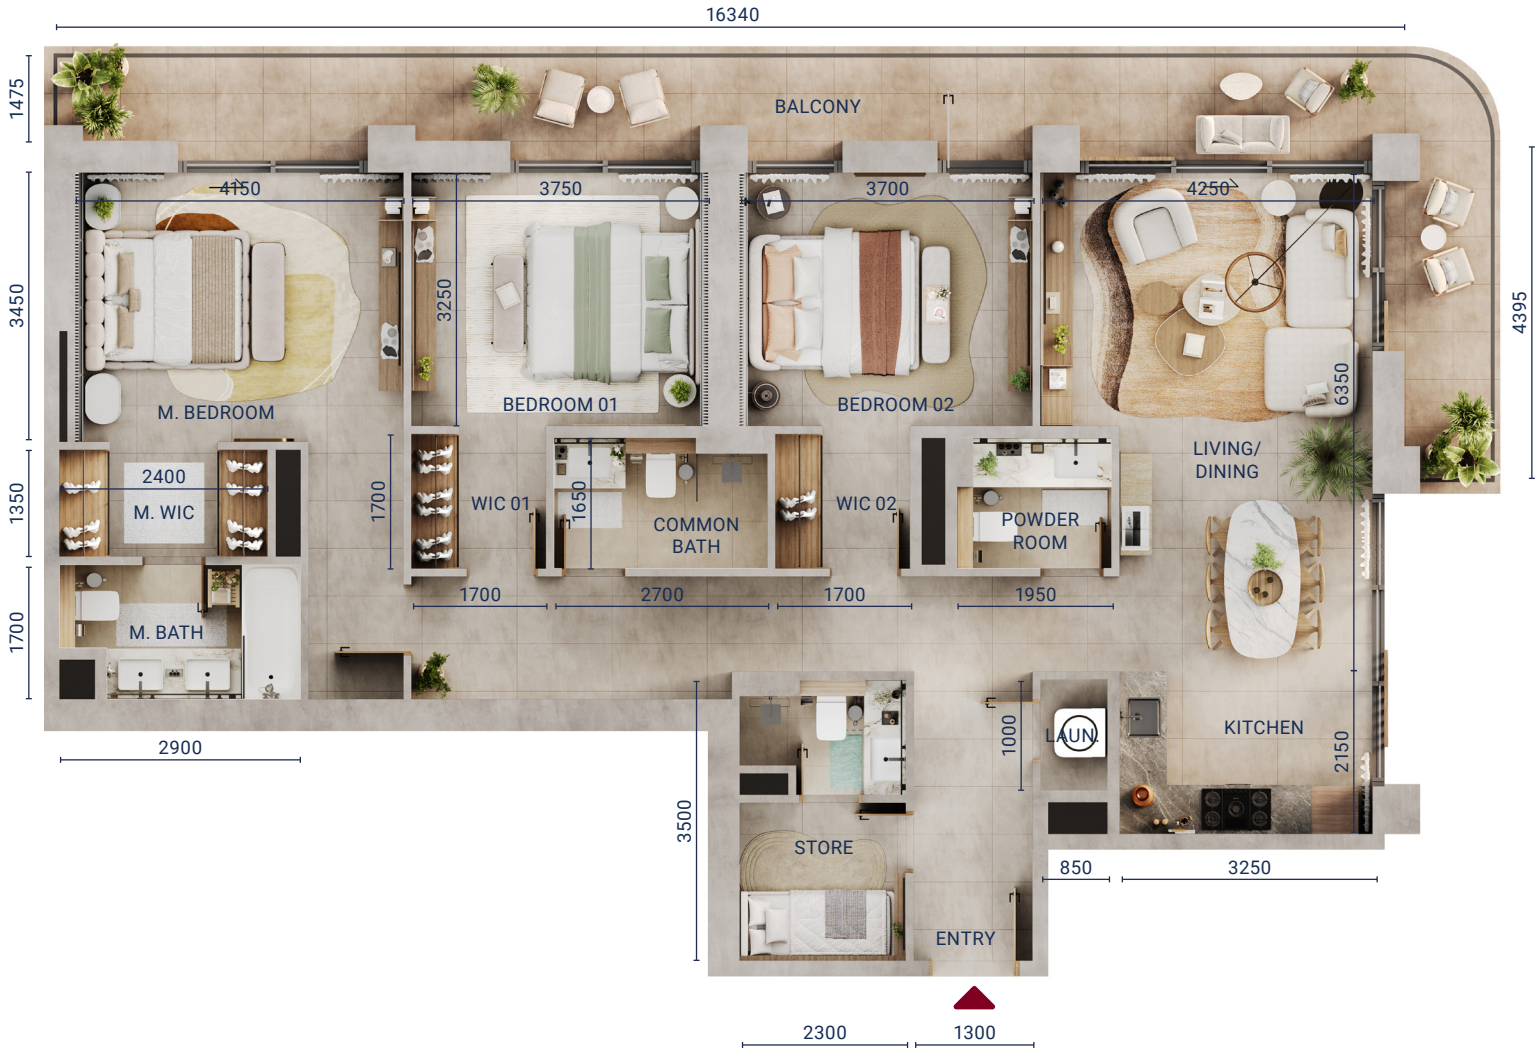 16340
1475
BALCONY
4150
3750
3700
4250
3450
3250
4395
6350
M. BEDROOM
BEDROOM 01
BEDROOM 02
LIVING/
DINING
2400
M. WIC
1350
1700
WIC 01
1650
COMMON
BATH
WIC 02
POWDER
ROOM
1700
2700
1700
1950
1700
M. BATH
2900
1000
LAUN.
KITCHEN
2150
3500
STORE
850
3250
ENTRY
2300
1300